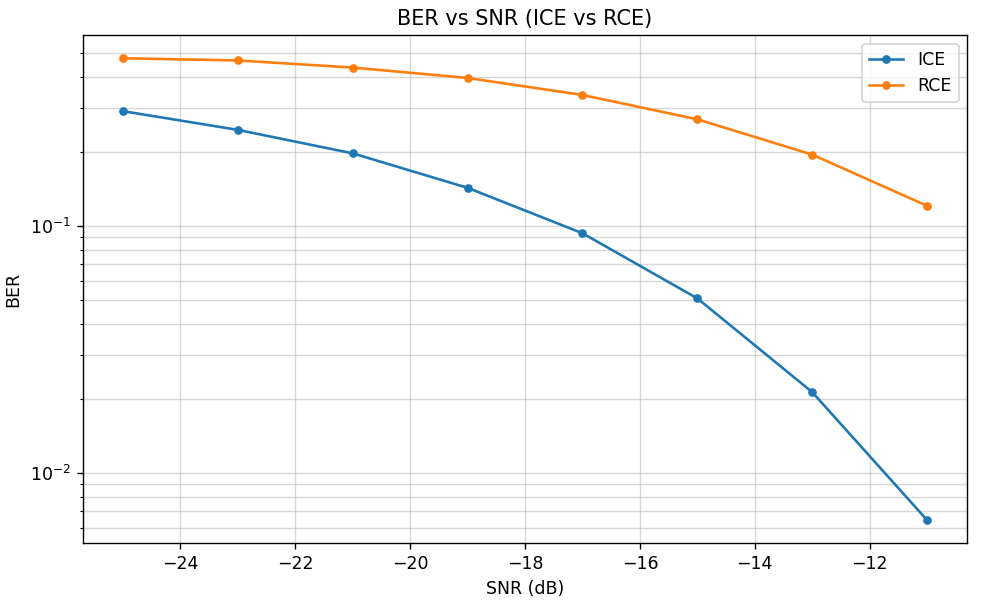 BER vs SNR (ICE vs RCE)
ICE
RCE
BER
10⁻¹
10⁻²
−24 −22 −20 −18 −16 −14 −12
SNR (dB)